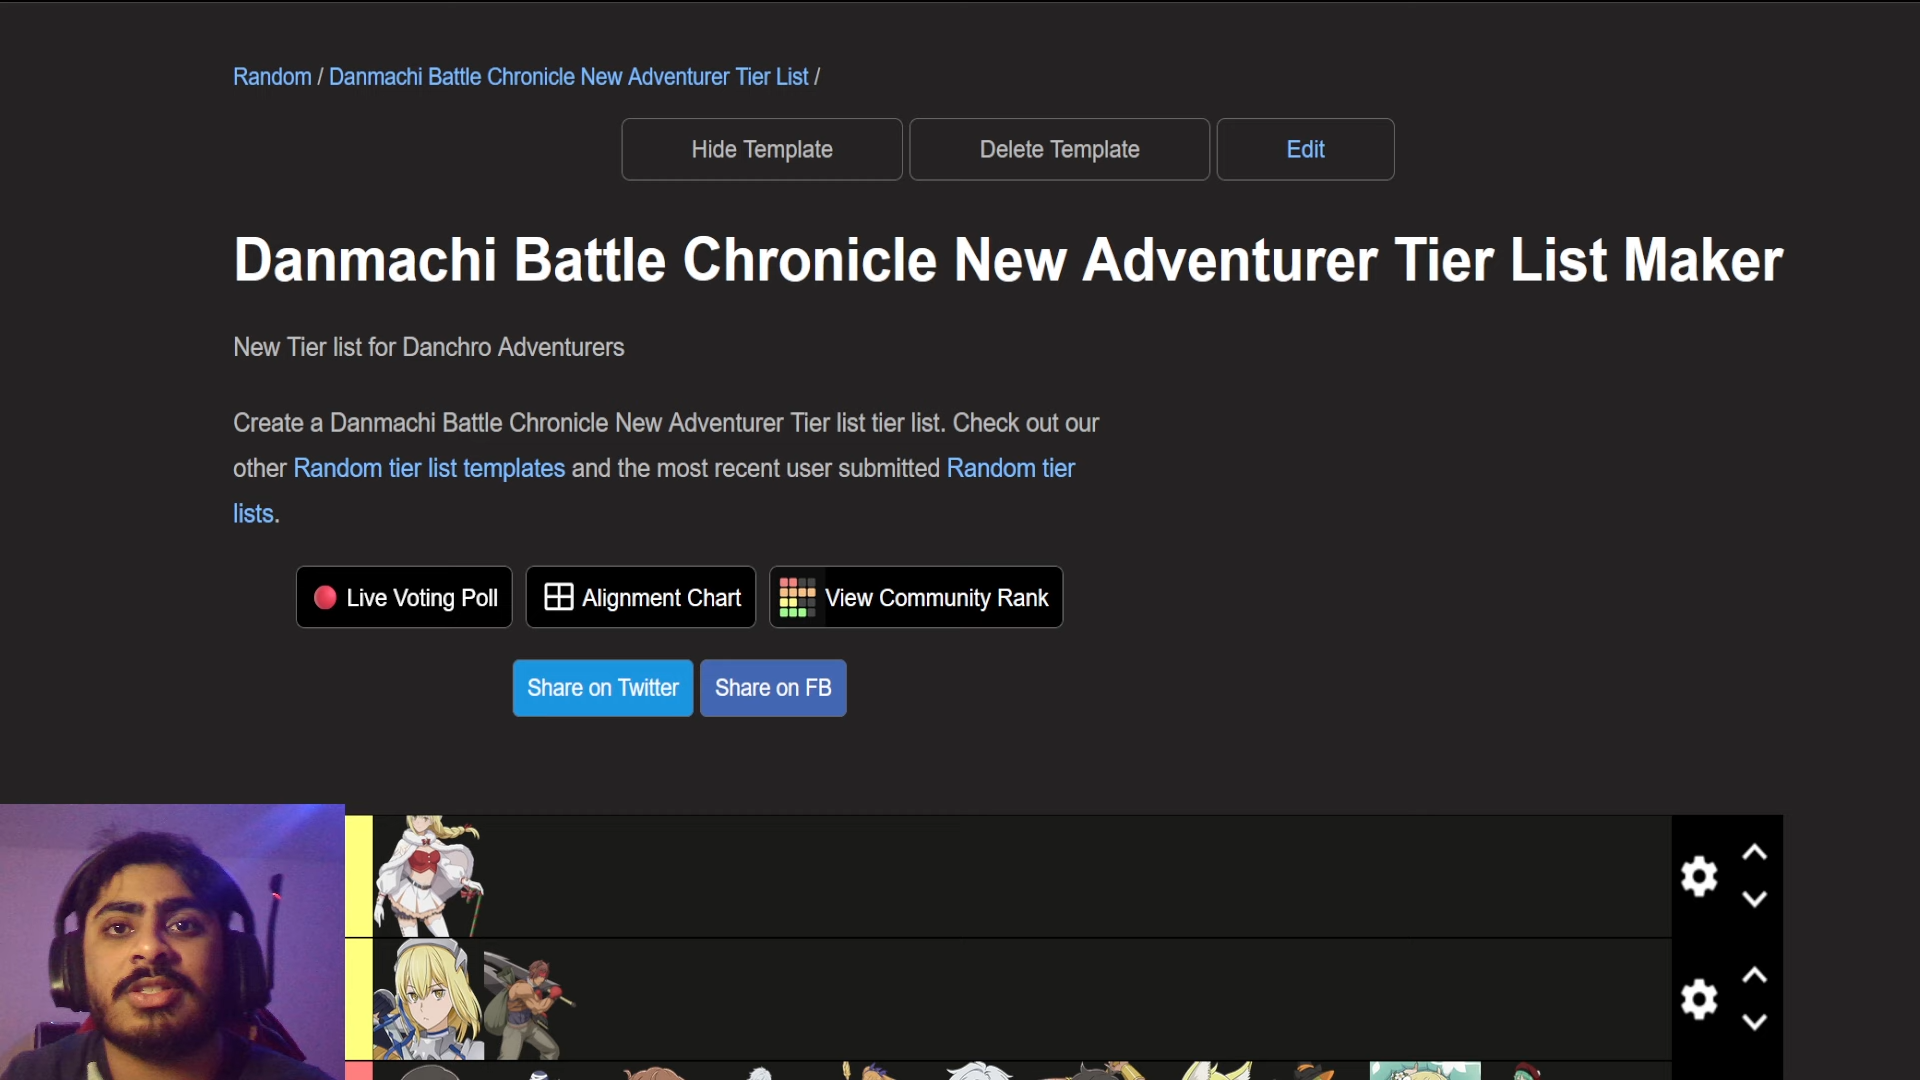 Random / Danmachi Battle Chronicle New Adventurer Tier List /
Hide Template
Delete Template
Edit
Danmachi Battle Chronicle New Adventurer Tier List Maker
New Tier list for Danchro Adventurers
Create a Danmachi Battle Chronicle New Adventurer Tier list tier list. Check out our
other Random tier list templates and the most recent user submitted Random tier
lists.
Live Voting Poll
Alignment Chart
View Community Rank
Share on Twitter
Share on FB